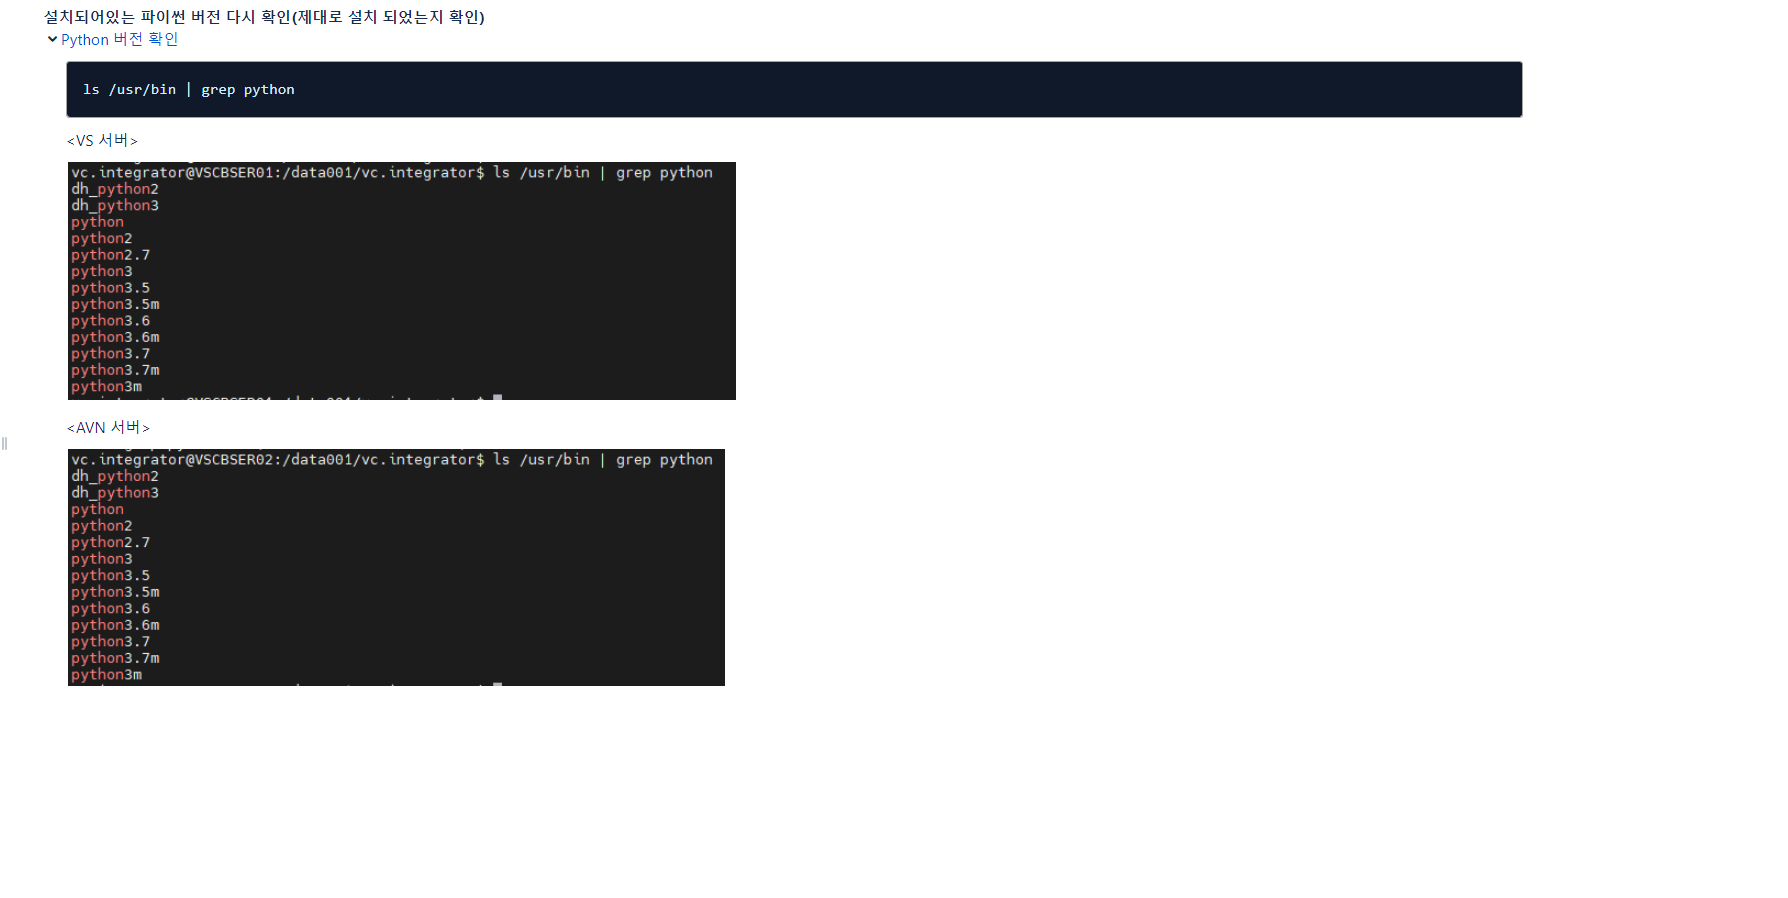 설치되어있는 파이썬 버전 다시 확인(제대로 설치 되었는지 확인)
Python 버전 확인
ls /usr/bin | grep python
<VS 서버>
vc.integrator@VSCBSER01:/data001/vc.integrator$ ls /usr/bin | grep python
dh_python2
dh_python3
python
python2
python2.7
python3
python3.5
python3.5m
python3.6
python3.6m
python3.7
python3.7m
python3m
<AVN 서버>
vc.integrator@VSCBSER02:/data001/vc.integrator$ ls /usr/bin | grep python
dh_python2
dh_python3
python
python2
python2.7
python3
python3.5
python3.5m
python3.6
python3.6m
python3.7
python3.7m
python3m